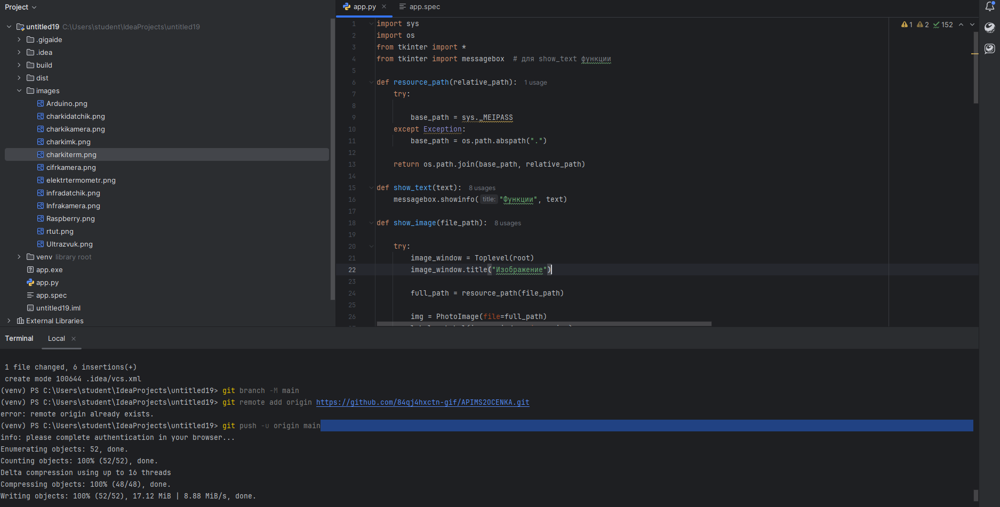 Project
untitled19 C:\Users\student\IdeaProjects\untitled19
.gigaide
.idea
build
dist
images
Arduino.png
charkidatchik.png
charkikamera.png
charkimk.png
charkiterm.png
cifrkamera.png
elektrtermometr.png
infradatchik.png
Infrakamera.png
Raspberry.png
rtut.png
Ultrazvuk.png
venv library root
app.exe
app.py
app.spec
untitled19.iml
External Libraries
app.py app.spec
1 2 152
1 import sys
2 import os
3 from tkinter import *
4 from tkinter import messagebox # для show_text функции
5
6 def resource_path(relative_path): 1 usage
7 try:
8
9 base_path = sys._MEIPASS
10 except Exception:
11 base_path = os.path.abspath(".")
12
13 return os.path.join(base_path, relative_path)
14
15 def show_text(text): 8 usages
16 messagebox.showinfo( title: "Функции", text)
17
18 def show_image(file_path): 8 usages
19
20 try:
21 image_window = Toplevel(root)
22 image_window.title("Изображение")
23
24 full_path = resource_path(file_path)
25
26 img = PhotoImage(file=full_path)
Terminal Local
1 file changed, 6 insertions(+)
create mode 100644 .idea/vcs.xml
(venv) PS C:\Users\student\IdeaProjects\untitled19> git branch -M main
(venv) PS C:\Users\student\IdeaProjects\untitled19> git remote add origin https://github.com/84qj4hxctn-gif/APIMS2OCENKA.git
error: remote origin already exists.
(venv) PS C:\Users\student\IdeaProjects\untitled19> git push -u origin main
info: please complete authentication in your browser...
Enumerating objects: 52, done.
Counting objects: 100% (52/52), done.
Delta compression using up to 16 threads
Compressing objects: 100% (48/48), done.
Writing objects: 100% (52/52), 17.12 MiB | 8.88 MiB/s, done.